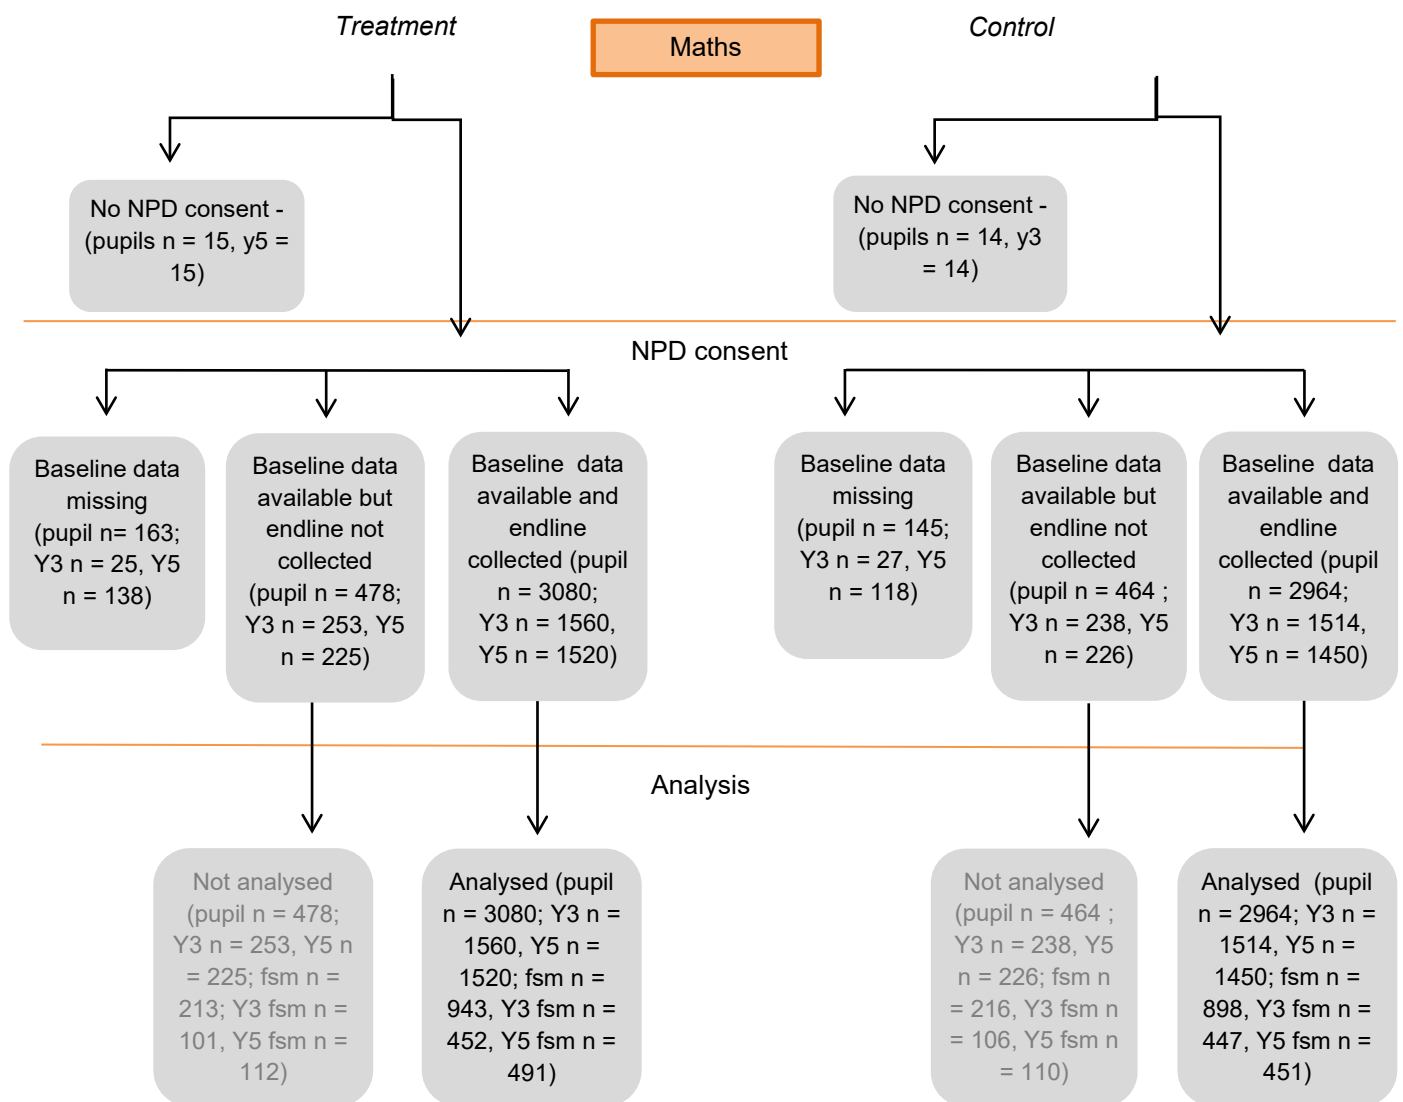 Treatment
Maths
Control
No NPD consent -
(pupils n = 15, y5 =
15)
No NPD consent -
(pupils n = 14, y3
= 14)
NPD consent
Baseline data
missing
(pupil n= 163;
Y3 n = 25, Y5
n = 138)
Baseline data
available but
endline not
collected
(pupil n = 478;
Y3 n = 253, Y5
n = 225)
Baseline  data
available and
endline
collected (pupil
n = 3080;
Y3 n = 1560,
Y5 n = 1520)
Baseline data
missing
(pupil n = 145;
Y3 n = 27, Y5
n = 118)
Baseline data
available but
endline not
collected
(pupil n = 464 ;
Y3 n = 238, Y5
n = 226)
Baseline  data
available and
endline
collected (pupil
n = 2964;
Y3 n = 1514,
Y5 n = 1450)
Analysis
Not analysed
(pupil n = 478;
Y3 n = 253, Y5 n
= 225; fsm n =
213; Y3 fsm n =
101, Y5 fsm n =
112)
Analysed (pupil
n = 3080; Y3 n =
1560, Y5 n =
1520; fsm n =
943, Y3 fsm n =
452, Y5 fsm n =
491)
Not analysed
(pupil n = 464 ;
Y3 n = 238, Y5
n = 226; fsm n
= 216, Y3 fsm n
= 106, Y5 fsm n
= 110)
Analysed  (pupil
n = 2964; Y3 n =
1514, Y5 n =
1450; fsm n =
898, Y3 fsm n =
447, Y5 fsm n =
451)